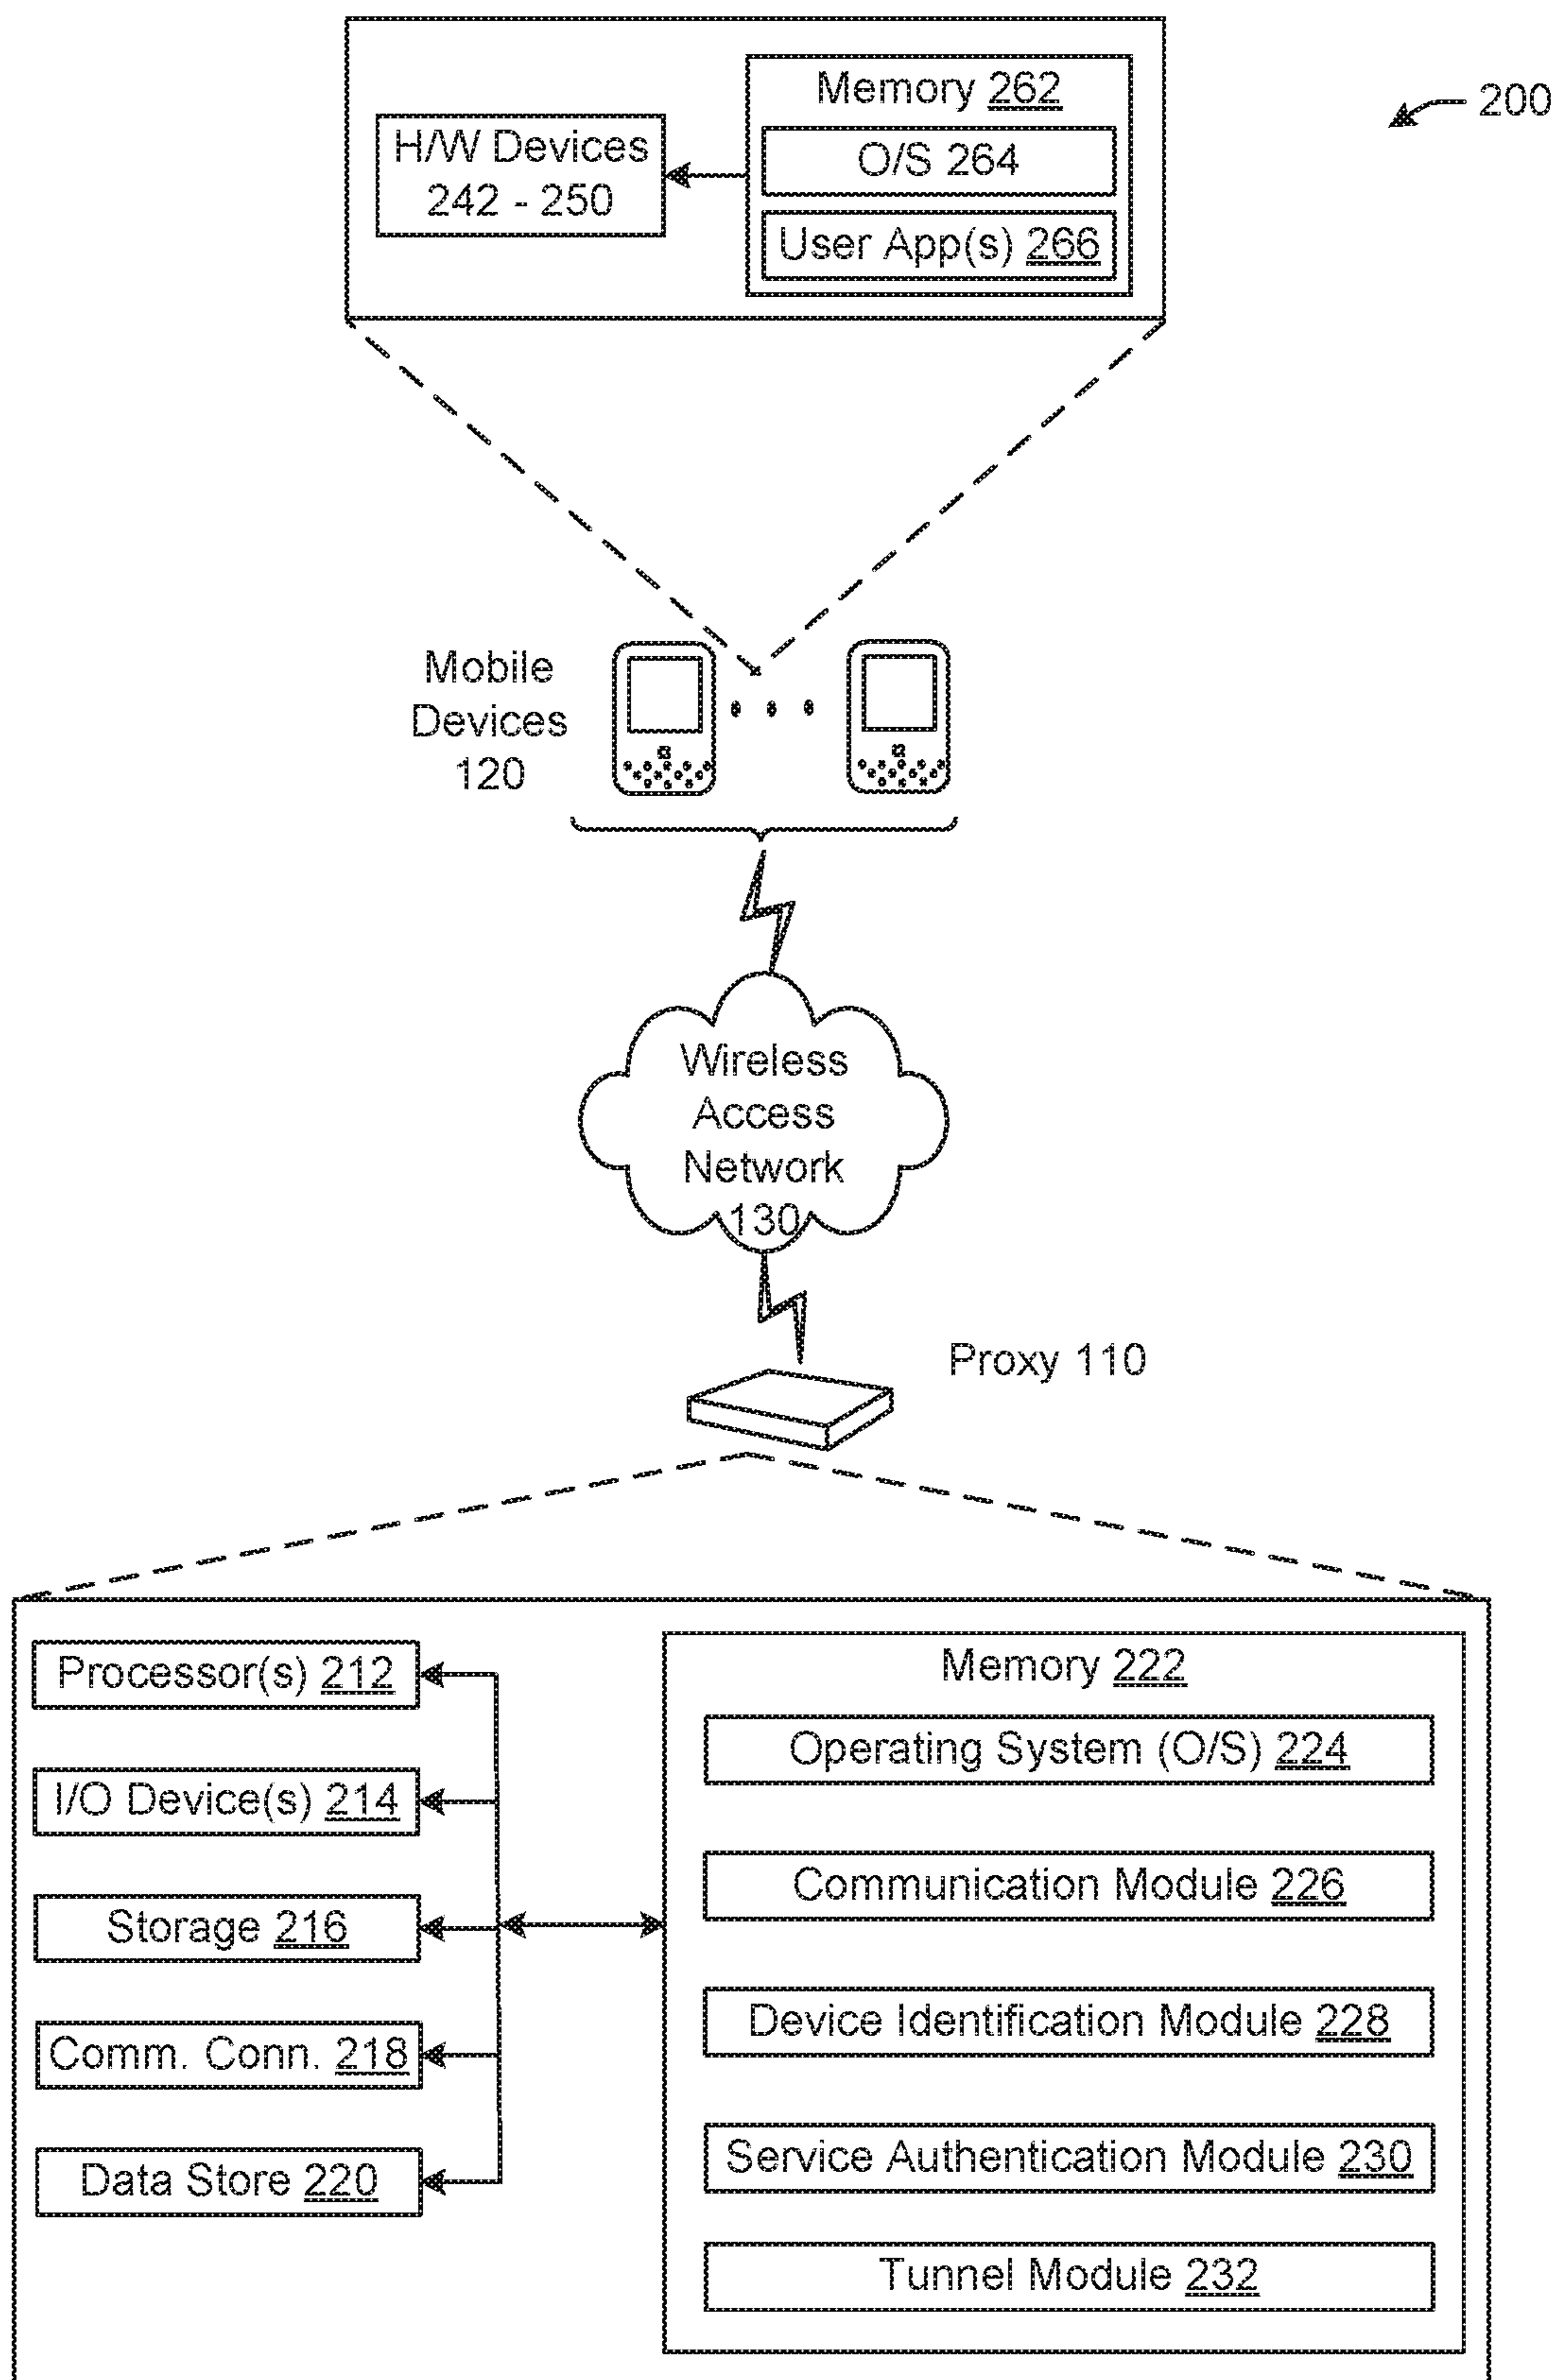 Memory 262
200
H/W Devices
242 - 250
O/S 264
User App(s) 266
Mobile
Devices
120
Wireless
Access
Network
130
Proxy 110
Processor(s) 212
I/O Device(s) 214
Storage 216
Comm. Conn. 218
Data Store 220
Memory 222
Operating System (O/S) 224
Communication Module 226
Device Identification Module 228
Service Authentication Module 230
Tunnel Module 232